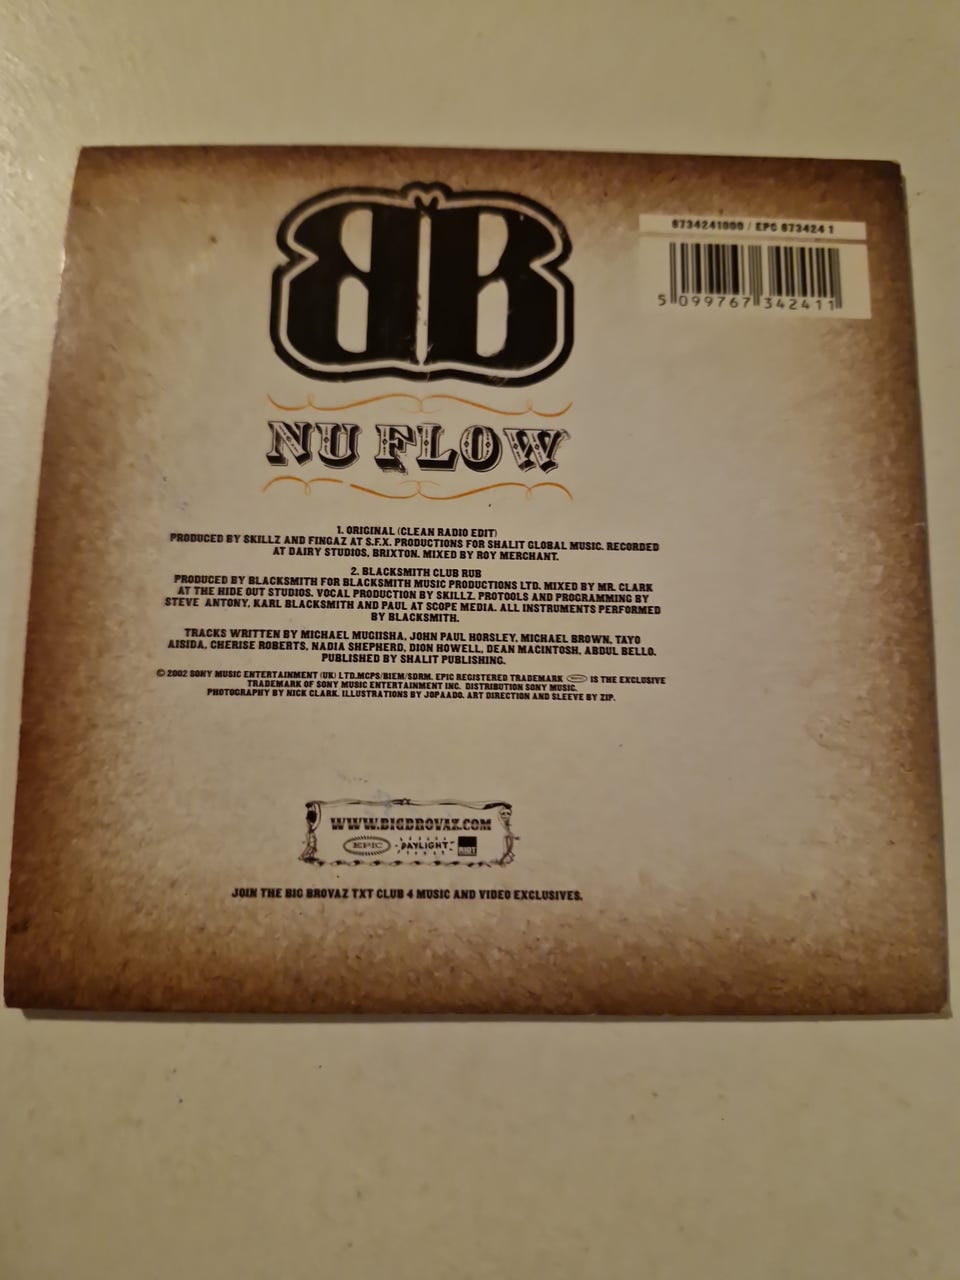 BB
6734241000 / EPC 673424 1
5 099767 342411
NU FLOW
1. ORIGINAL (CLEAN RADIO EDIT)
PRODUCED BY SKILLZ AND FINGAZ AT S.F.X. PRODUCTIONS FOR SHALIT GLOBAL MUSIC. RECORDED
AT DAIRY STUDIOS, BRIXTON. MIXED BY ROY MERCHANT.
2. BLACKSMITH CLUB RUB
PRODUCED BY BLACKSMITH FOR BLACKSMITH MUSIC PRODUCTIONS LTD. MIXED BY MR. CLARK
AT THE HIDE OUT STUDIOS. VOCAL PRODUCTION BY SKILLZ. PROTOOLS AND PROGRAMMING BY
STEVE ANTONY, KARL BLACKSMITH AND PAUL AT SCOPE MEDIA. ALL INSTRUMENTS PERFORMED
BY BLACKSMITH.
TRACKS WRITTEN BY MICHAEL MUGIISHA, JOHN PAUL HORSLEY, MICHAEL BROWN, TAYO
AISIDA, CHERISE ROBERTS, NADIA SHEPHERD, DION HOWELL, DEAN MACINTOSH, ABDUL BELLO.
PUBLISHED BY SHALIT PUBLISHING.
© 2002 SONY MUSIC ENTERTAINMENT (UK) LTD.MCPS/BIEM/SDRM. EPIC REGISTERED TRADEMARK EPIC IS THE EXCLUSIVE
TRADEMARK OF SONY MUSIC ENTERTAINMENT INC. DISTRIBUTION SONY MUSIC.
PHOTOGRAPHY BY NICK CLARK. ILLUSTRATIONS BY JOPAADO. ART DIRECTION AND SLEEVE BY ZIP.
WWW.BIGBROVAZ.COM
EPIC DAYLIGHT
JOIN THE BIG BROVAZ TXT CLUB 4 MUSIC AND VIDEO EXCLUSIVES.